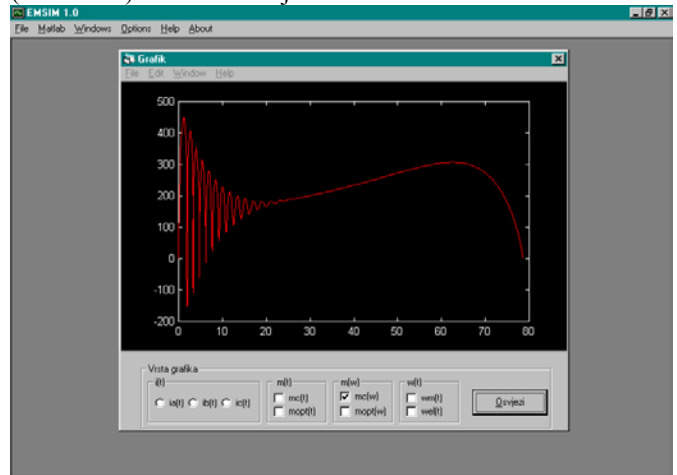 EMSIM 1.0
File Matlab Windows Options Help About
Grafik
File Edit Window Help
500
400
300
200
100
0
-100
-200
0 10 20 30 40 50 60 70 80
Vrsta grafika
i(t) m(t) m(w) w(t)
ia(t) ib(t) ic(t) mc(t) mc(w) wm(t)
mopt(t) mopt(w) wel(t)
Osvjezi